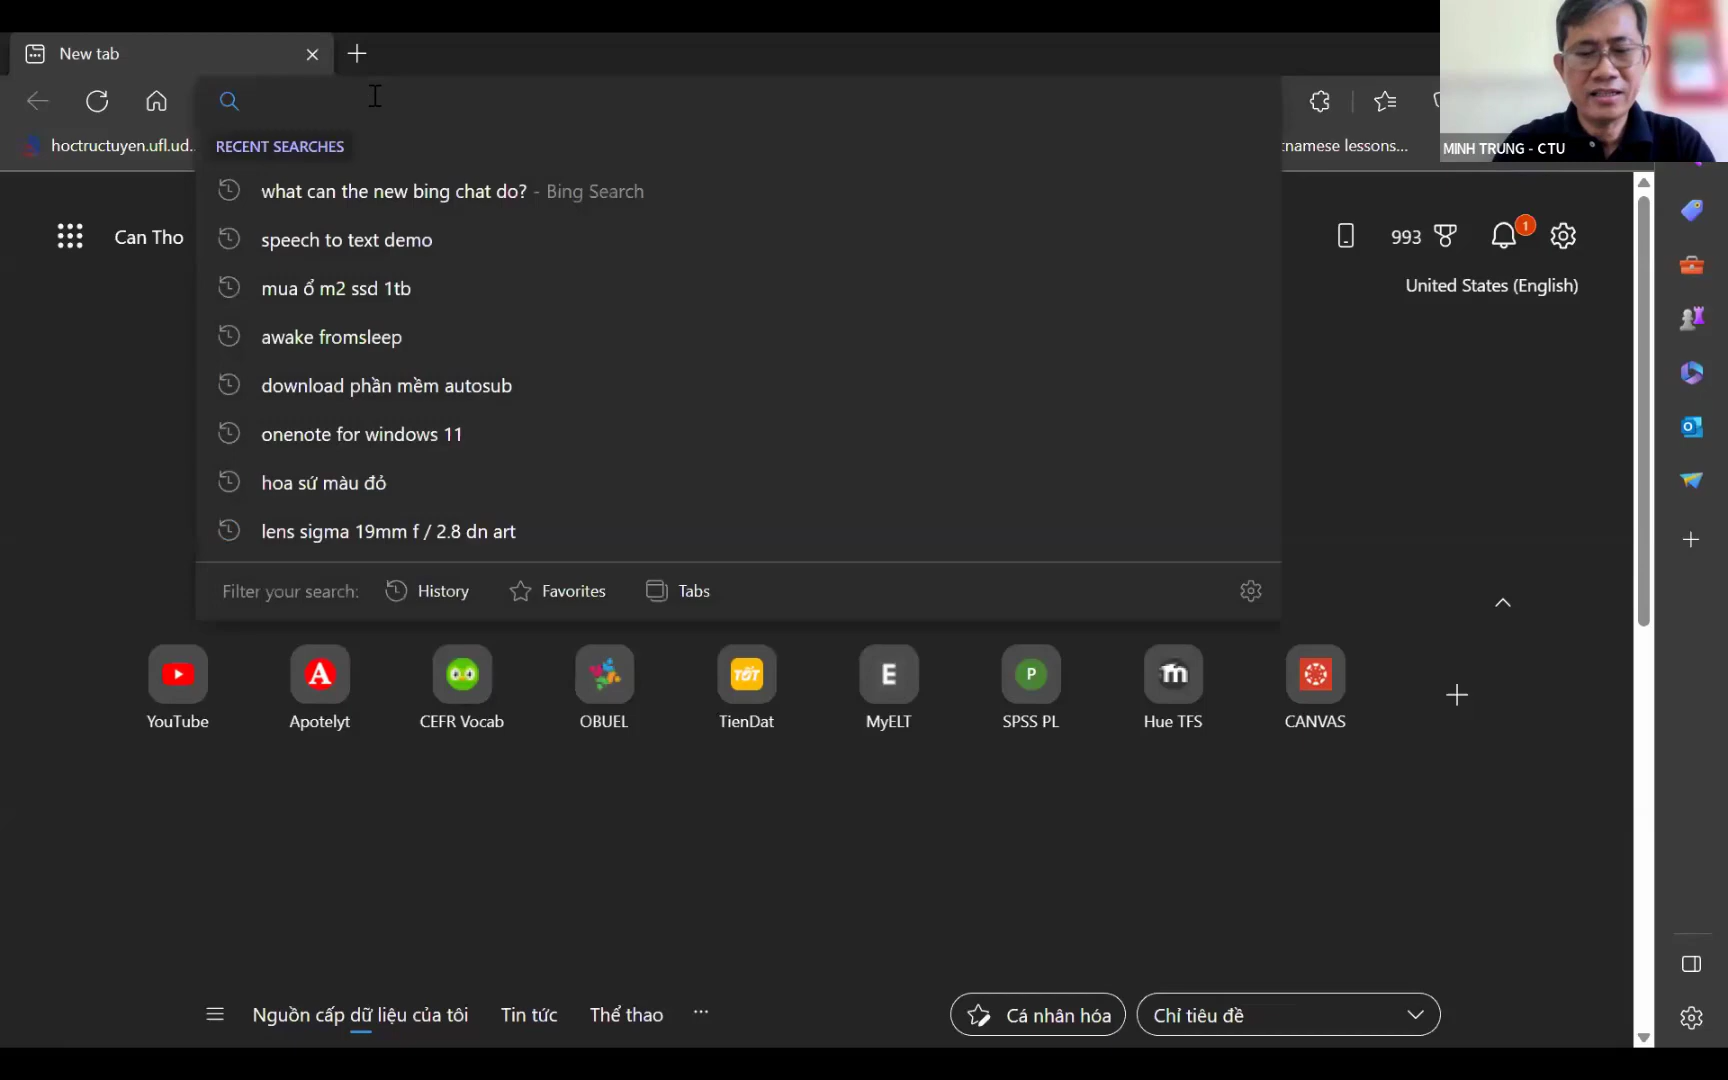 New tab
MINH TRUNG - CTU
hoctructuyen.ufl.ud...
tnamese lessons...
RECENT SEARCHES
what can the new bing chat do? - Bing Search
speech to text demo
mua ổ m2 ssd 1tb
awake fromsleep
download phần mềm autosub
onenote for windows 11
hoa sứ màu đỏ
lens sigma 19mm f / 2.8 dn art
Filter your search: History Favorites Tabs
Can Tho
993
1
United States (English)
YouTube
A
Apotelyt
CEFR Vocab
OBUEL
TỐT
TienDat
E
MyELT
P
SPSS PL
m
Hue TFS
CANVAS
Nguồn cấp dữ liệu của tôi Tin tức Thể thao ...
Cá nhân hóa
Chỉ tiêu đề